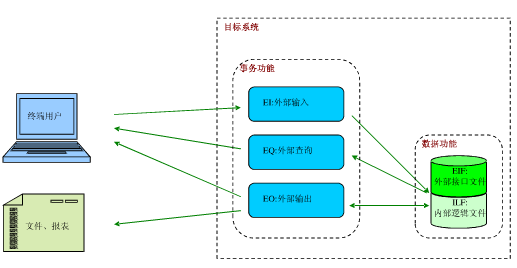 目标系统
事务功能
EI:外部输入
终端用户
EQ:外部查询
数据功能
EIF:
外部接口文件
EO:外部输出
ILF:
内部逻辑文件
文件、报表